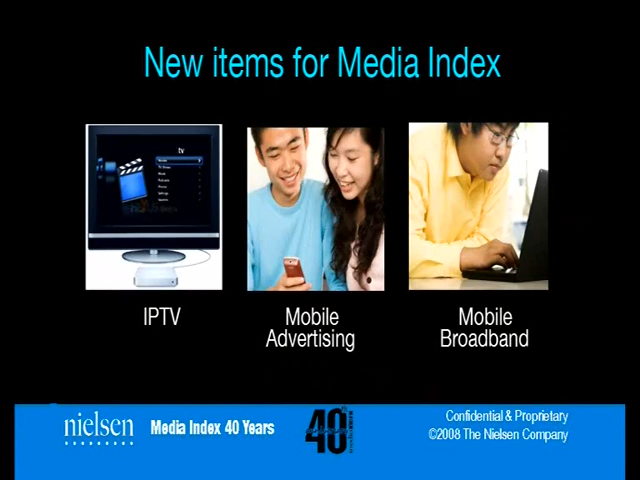 New items for Media Index
tv
IPTV
Mobile
Advertising
Mobile
Broadband
nielsen
Media Index 40 Years
40
Confidential & Proprietary
©2008 The Nielsen Company